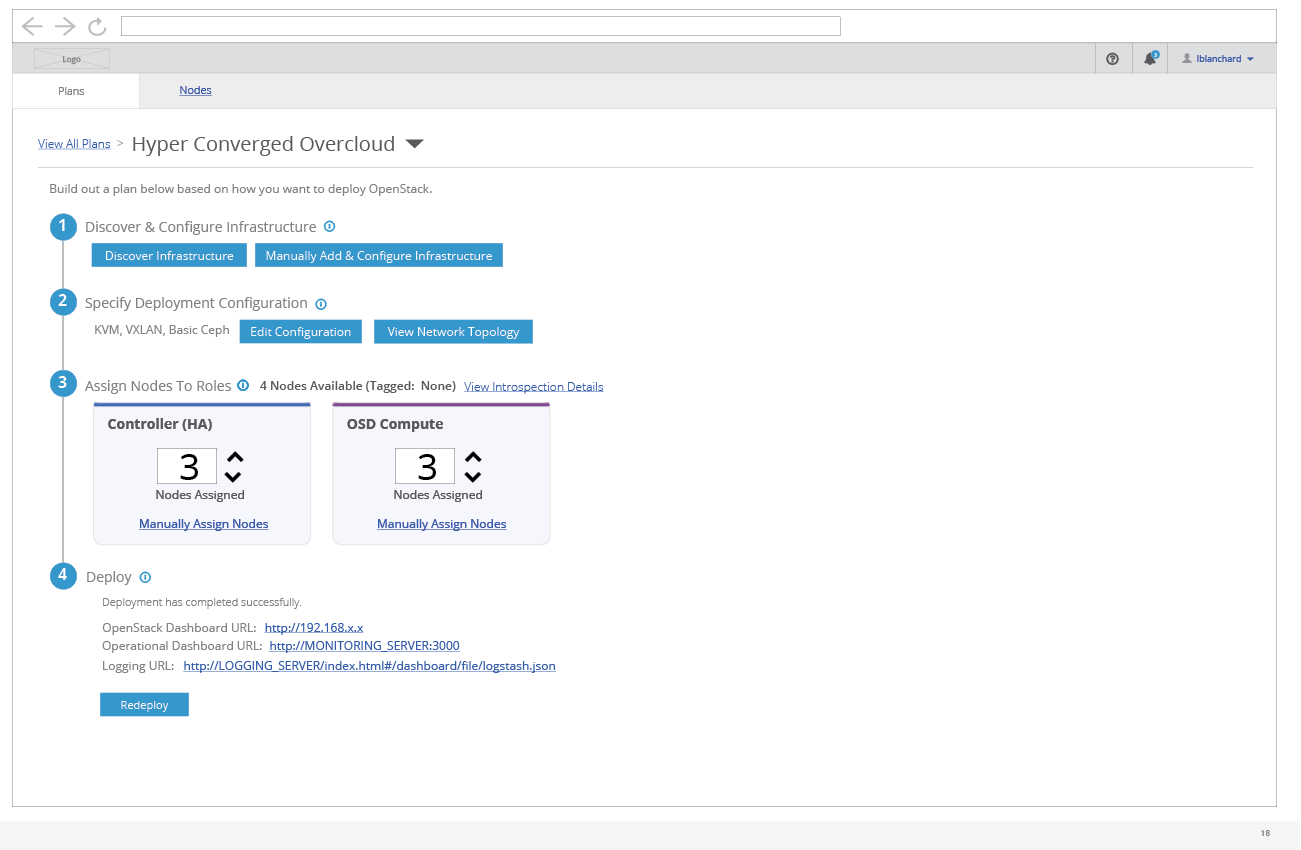 Logo
3
lblanchard
Plans
Nodes
View All Plans > Hyper Converged Overcloud
Build out a plan below based on how you want to deploy OpenStack.
1 Discover & Configure Infrastructure
Discover Infrastructure
Manually Add & Configure Infrastructure
2 Specify Deployment Configuration
KVM, VXLAN, Basic Ceph
Edit Configuration
View Network Topology
3 Assign Nodes To Roles
4 Nodes Available (Tagged: None)
View Introspection Details
Controller (HA)
3
Nodes Assigned
Manually Assign Nodes
OSD Compute
3
Nodes Assigned
Manually Assign Nodes
4 Deploy
Deployment has completed successfully.
OpenStack Dashboard URL: http://192.168.x.x
Operational Dashboard URL: http://MONITORING_SERVER:3000
Logging URL: http://LOGGING_SERVER/index.html#/dashboard/file/logstash.json
Redeploy
18